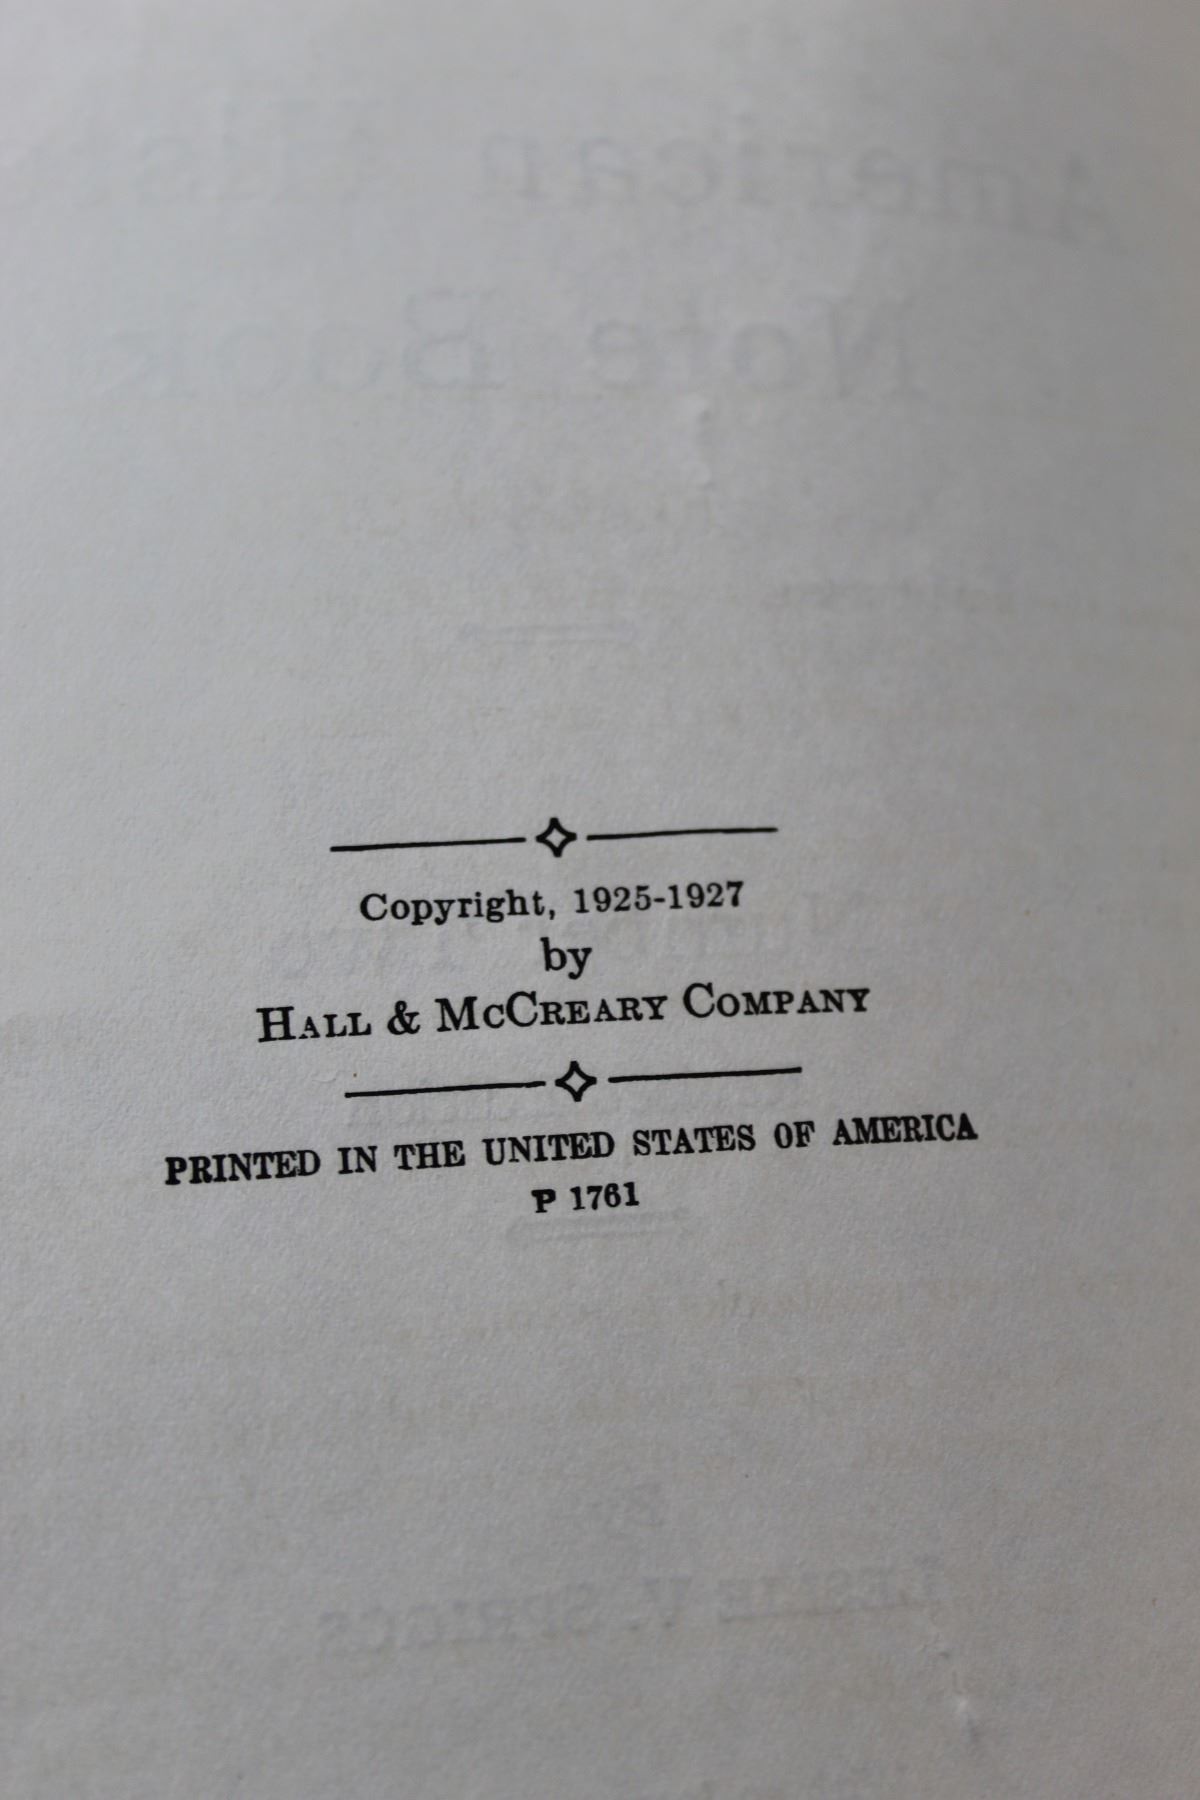 Copyright, 1925-1927
by
HALL & MCCREARY COMPANY
PRINTED IN THE UNITED STATES OF AMERICA
P 1761